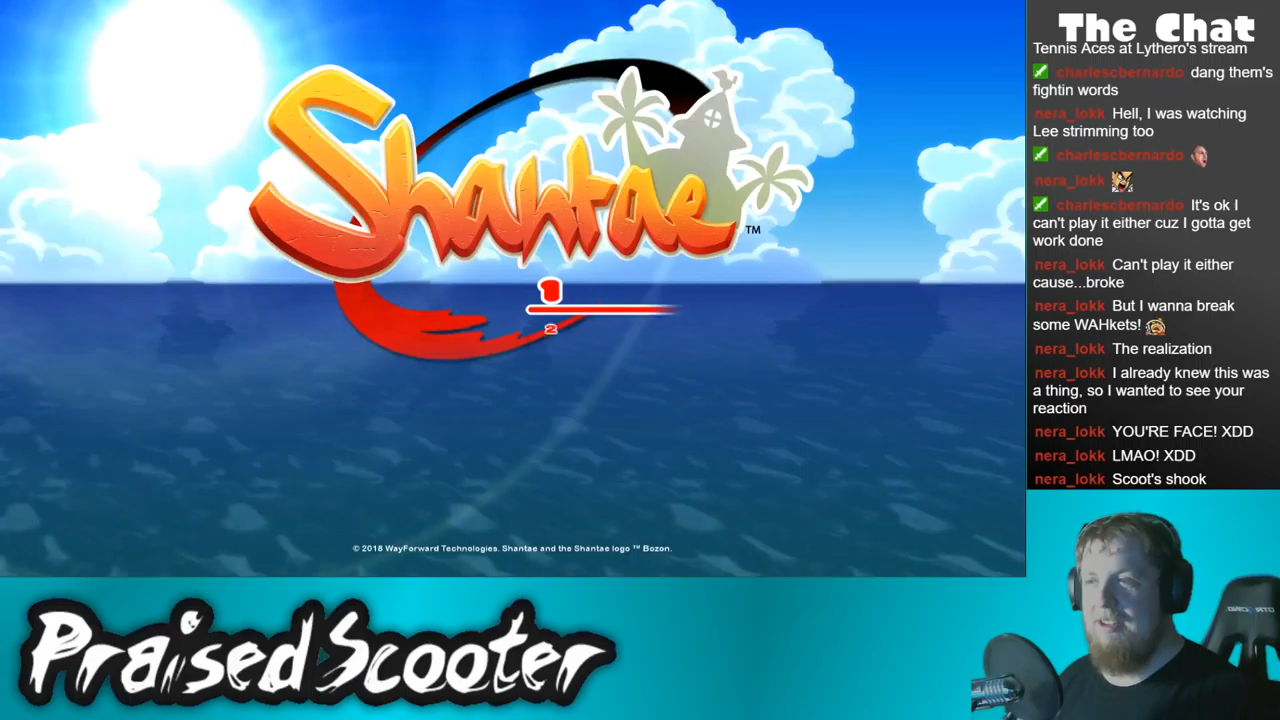 Shantae TM
1
2
© 2018 WayForward Technologies. Shantae and the Shantae logo ™ Bozon.
The Chat
Tennis Aces at Lythero's stream
charlescbernardo dang them's
fightin words
nera_lokk Hell, I was watching
Lee strimming too
charlescbernardo
nera_lokk
charlescbernardo It's ok I
can't play it either cuz I gotta get
work done
nera_lokk Can't play it either
cause...broke
nera_lokk But I wanna break
some WAHkets!
nera_lokk The realization
nera_lokk I already knew this was
a thing, so I wanted to see your
reaction
nera_lokk YOU'RE FACE! XDD
nera_lokk LMAO! XDD
nera_lokk Scoot's shook
Praised Scooter